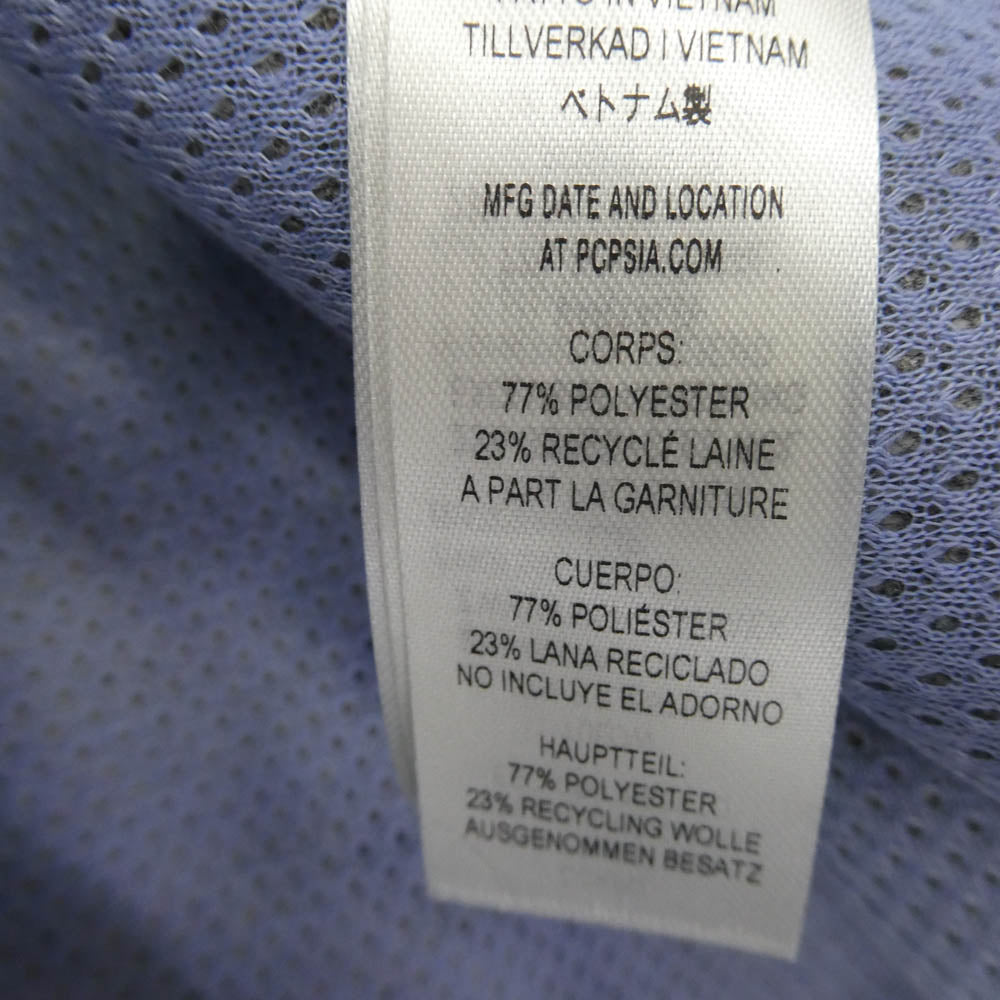 IN VIETNAM
TILLVERKAD I VIETNAM
ベトナム製
MFG DATE AND LOCATION
AT PCPSIA.COM
CORPS:
77% POLYESTER
23% RECYCLÉ LAINE
A PART LA GARNITURE
CUERPO:
77% POLIÉSTER
23% LANA RECICLADO
NO INCLUYE EL ADORNO
HAUPTTEIL:
77% POLYESTER
23% RECYCLING WOLLE
AUSGENOMMEN BESATZ